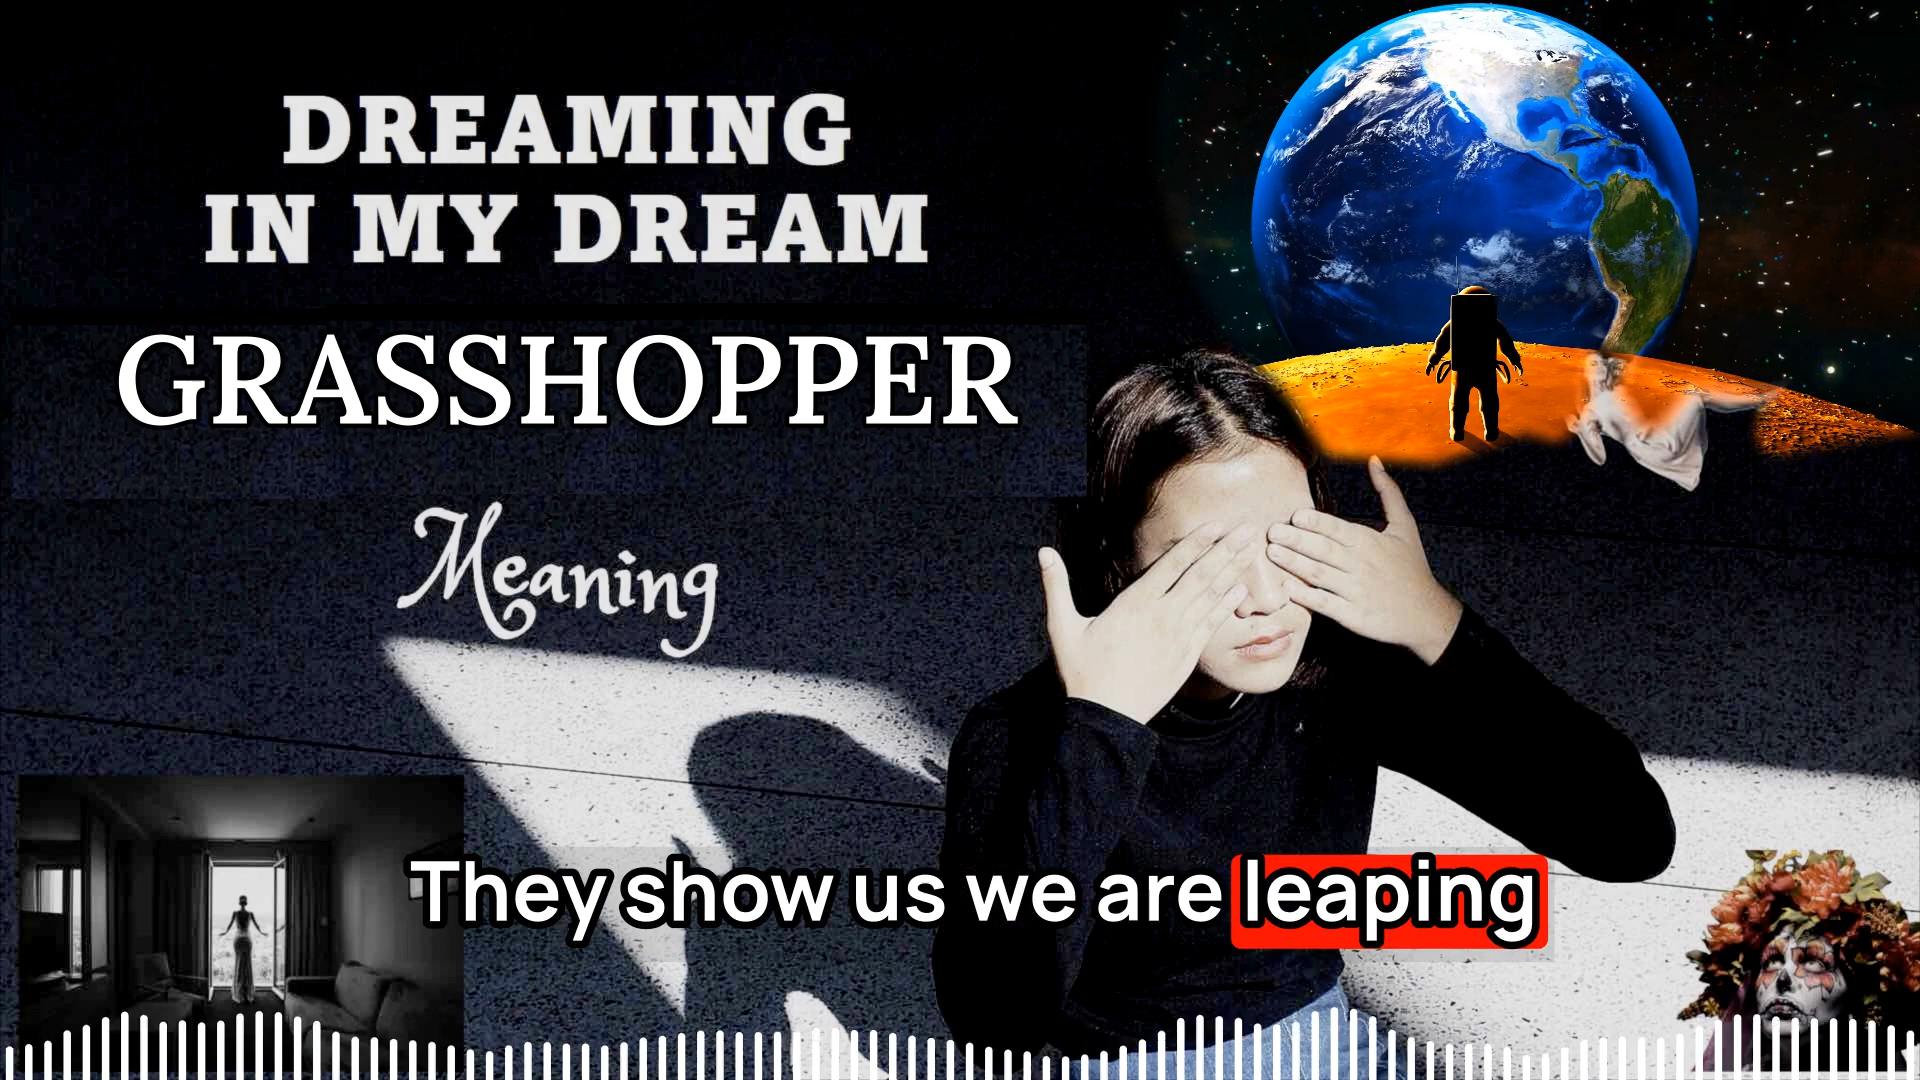 DREAMING
IN MY DREAM
GRASSHOPPER
Meaning
They show us we are leaping